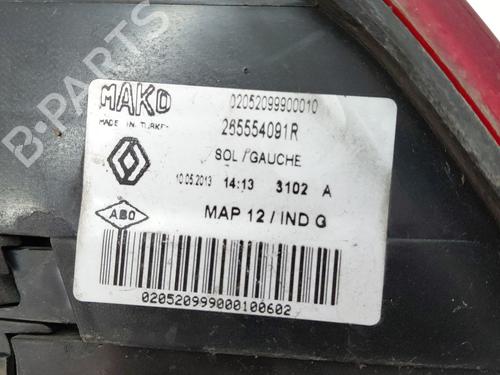 MAKO
MADE IN TURKEY
02052099900010
265554091R
SOL / GAUCHE
10.05.2013 14:13 3102 A
ABO
MAP 12 / IND G
020520999000100602
B-PARTS